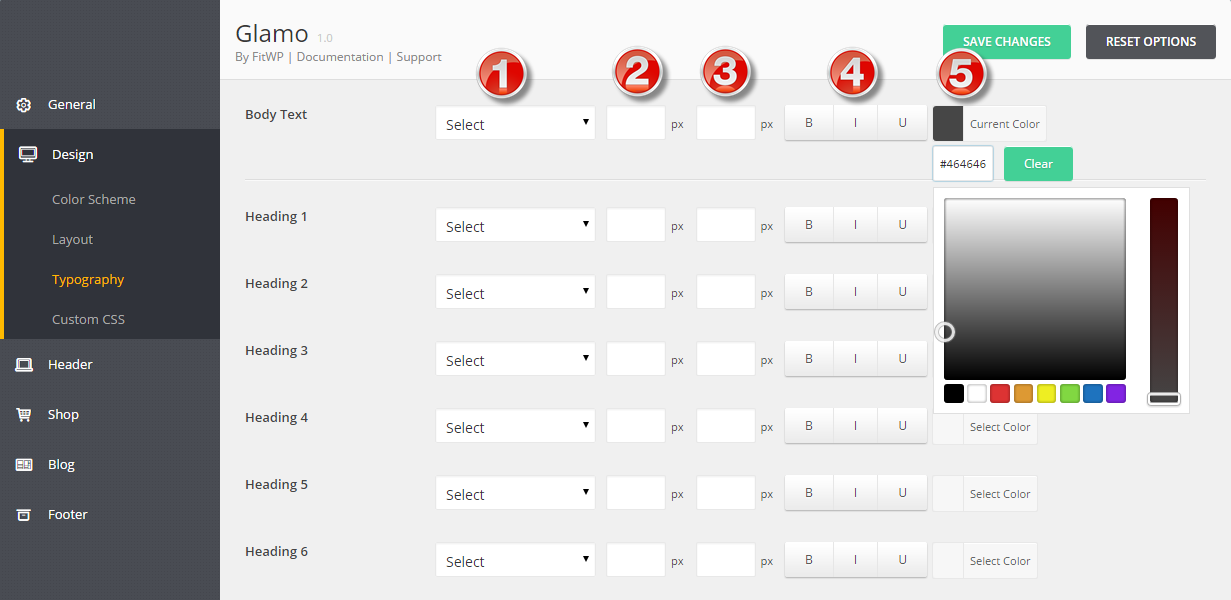 Glamo 1.0
By FitWP | Documentation | Support
SAVE CHANGES
RESET OPTIONS
1
2
3
4
5
General
Design
Color Scheme
Layout
Typography
Custom CSS
Header
Shop
Blog
Footer
Body Text Select px px B I U Current Color
#464646 Clear
Heading 1 Select px px B I U
Heading 2 Select px px B I U
Heading 3 Select px px B I U
Heading 4 Select px px B I U Select Color
Heading 5 Select px px B I U Select Color
Heading 6 Select px px B I U Select Color